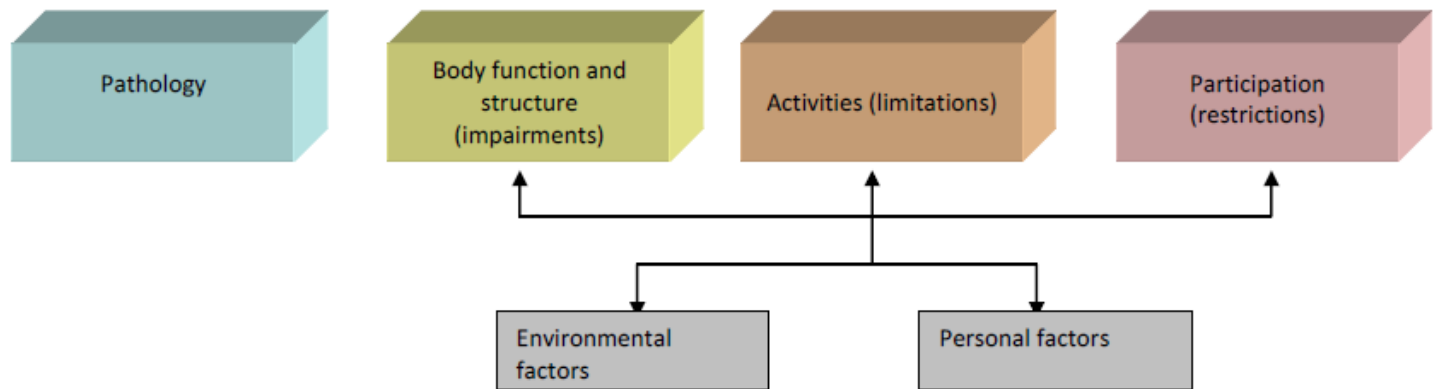 Pathology
Body function and
structure
(impairments)
Activities (limitations)
Participation
(restrictions)
Environmental
factors
Personal factors